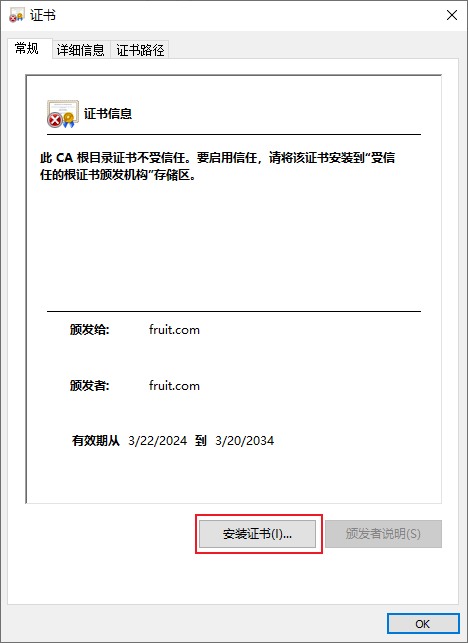 证书
常规 详细信息 证书路径
证书信息
此 CA 根目录证书不受信任。要启用信任，请将该证书安装到“受信
任的根证书颁发机构”存储区。
颁发给: fruit.com
颁发者: fruit.com
有效期从 3/22/2024 到 3/20/2034
安装证书(I)... 颁发者说明(S)
OK